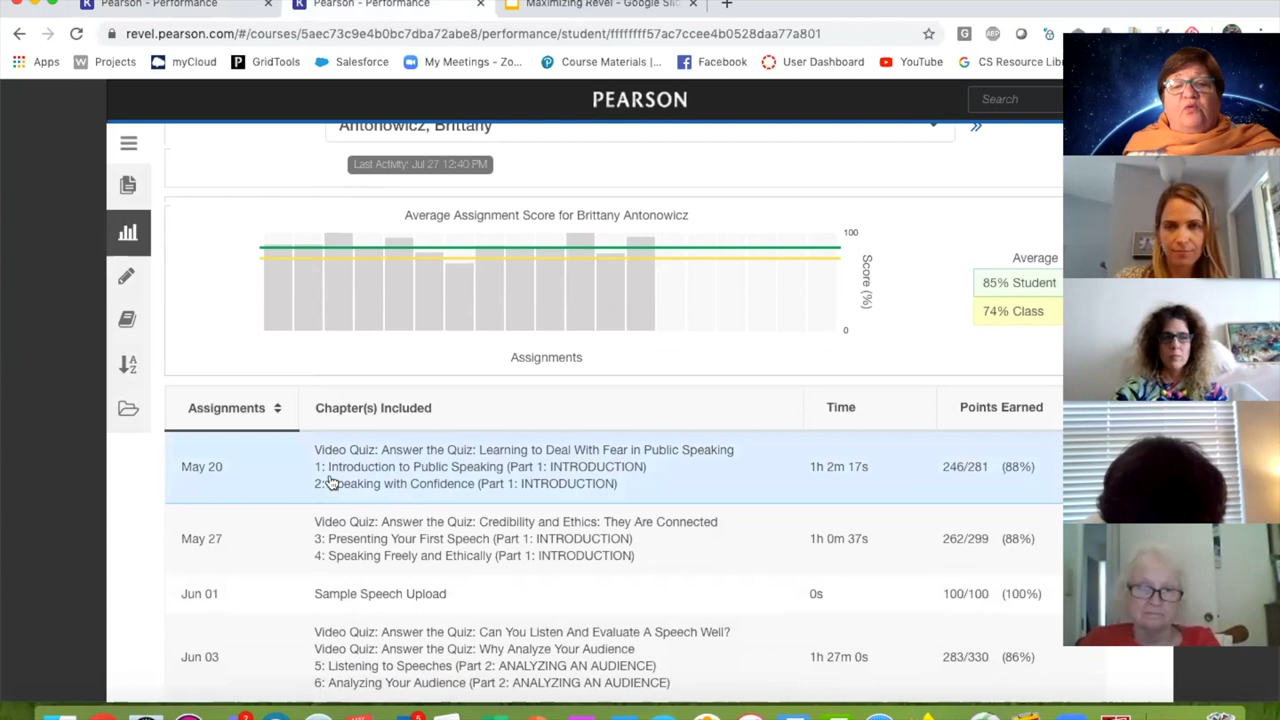 Pearson - Performance
Pearson - Performance
Maximizing Revel - Google Slid
revel.pearson.com/#/courses/5aec73c9e4b0bc7dba72abe8/performance/student/ffffffff57ac7ccee4b0528daa77a801
Apps Projects myCloud GridTools Salesforce My Meetings - Zo... Course Materials |... Facebook User Dashboard YouTube CS Resource Lib
PEARSON
Search
Antonowicz, Brittany
Last Activity: Jul 27 12:40 PM
Average Assignment Score for Brittany Antonowicz
100
Score (%)
0
Assignments
Average
85% Student
74% Class
Assignments Chapter(s) Included Time Points Earned
Video Quiz: Answer the Quiz: Learning to Deal With Fear in Public Speaking
May 20 1: Introduction to Public Speaking (Part 1: INTRODUCTION) 1h 2m 17s 246/281 (88%)
2: Speaking with Confidence (Part 1: INTRODUCTION)
Video Quiz: Answer the Quiz: Credibility and Ethics: They Are Connected
May 27 3: Presenting Your First Speech (Part 1: INTRODUCTION) 1h 0m 37s 262/299 (88%)
4: Speaking Freely and Ethically (Part 1: INTRODUCTION)
Jun 01 Sample Speech Upload 0s 100/100 (100%)
Video Quiz: Answer the Quiz: Can You Listen And Evaluate A Speech Well?
Video Quiz: Answer the Quiz: Why Analyze Your Audience
Jun 03 5: Listening to Speeches (Part 2: ANALYZING AN AUDIENCE) 1h 27m 0s 283/330 (86%)
6: Analyzing Your Audience (Part 2: ANALYZING AN AUDIENCE)